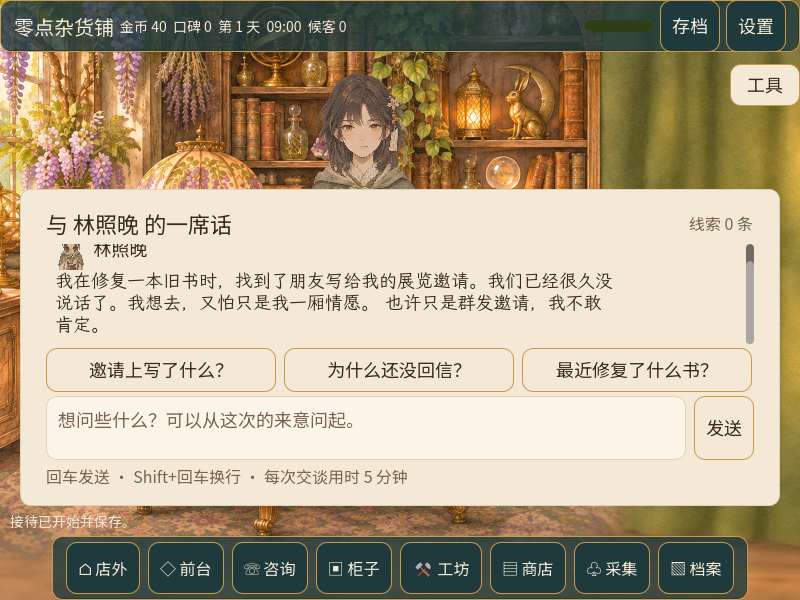 零点杂货铺 金币 40 口碑 0 第 1 天 09:00 候客 0
存档
设置
工具
与 林照晚 的一席话
线索 0 条
林照晚
我在修复一本旧书时，找到了朋友写给我的展览邀请。我们已经很久没
说话了。我想去，又怕只是我一厢情愿。 也许只是群发邀请，我不敢
肯定。
邀请上写了什么？
为什么还没回信？
最近修复了什么书？
想问些什么？可以从这次的来意问起。
发送
回车发送 · Shift+回车换行 · 每次交谈用时 5 分钟
接待已开始并保存。
店外
前台
咨询
柜子
工坊
商店
采集
档案